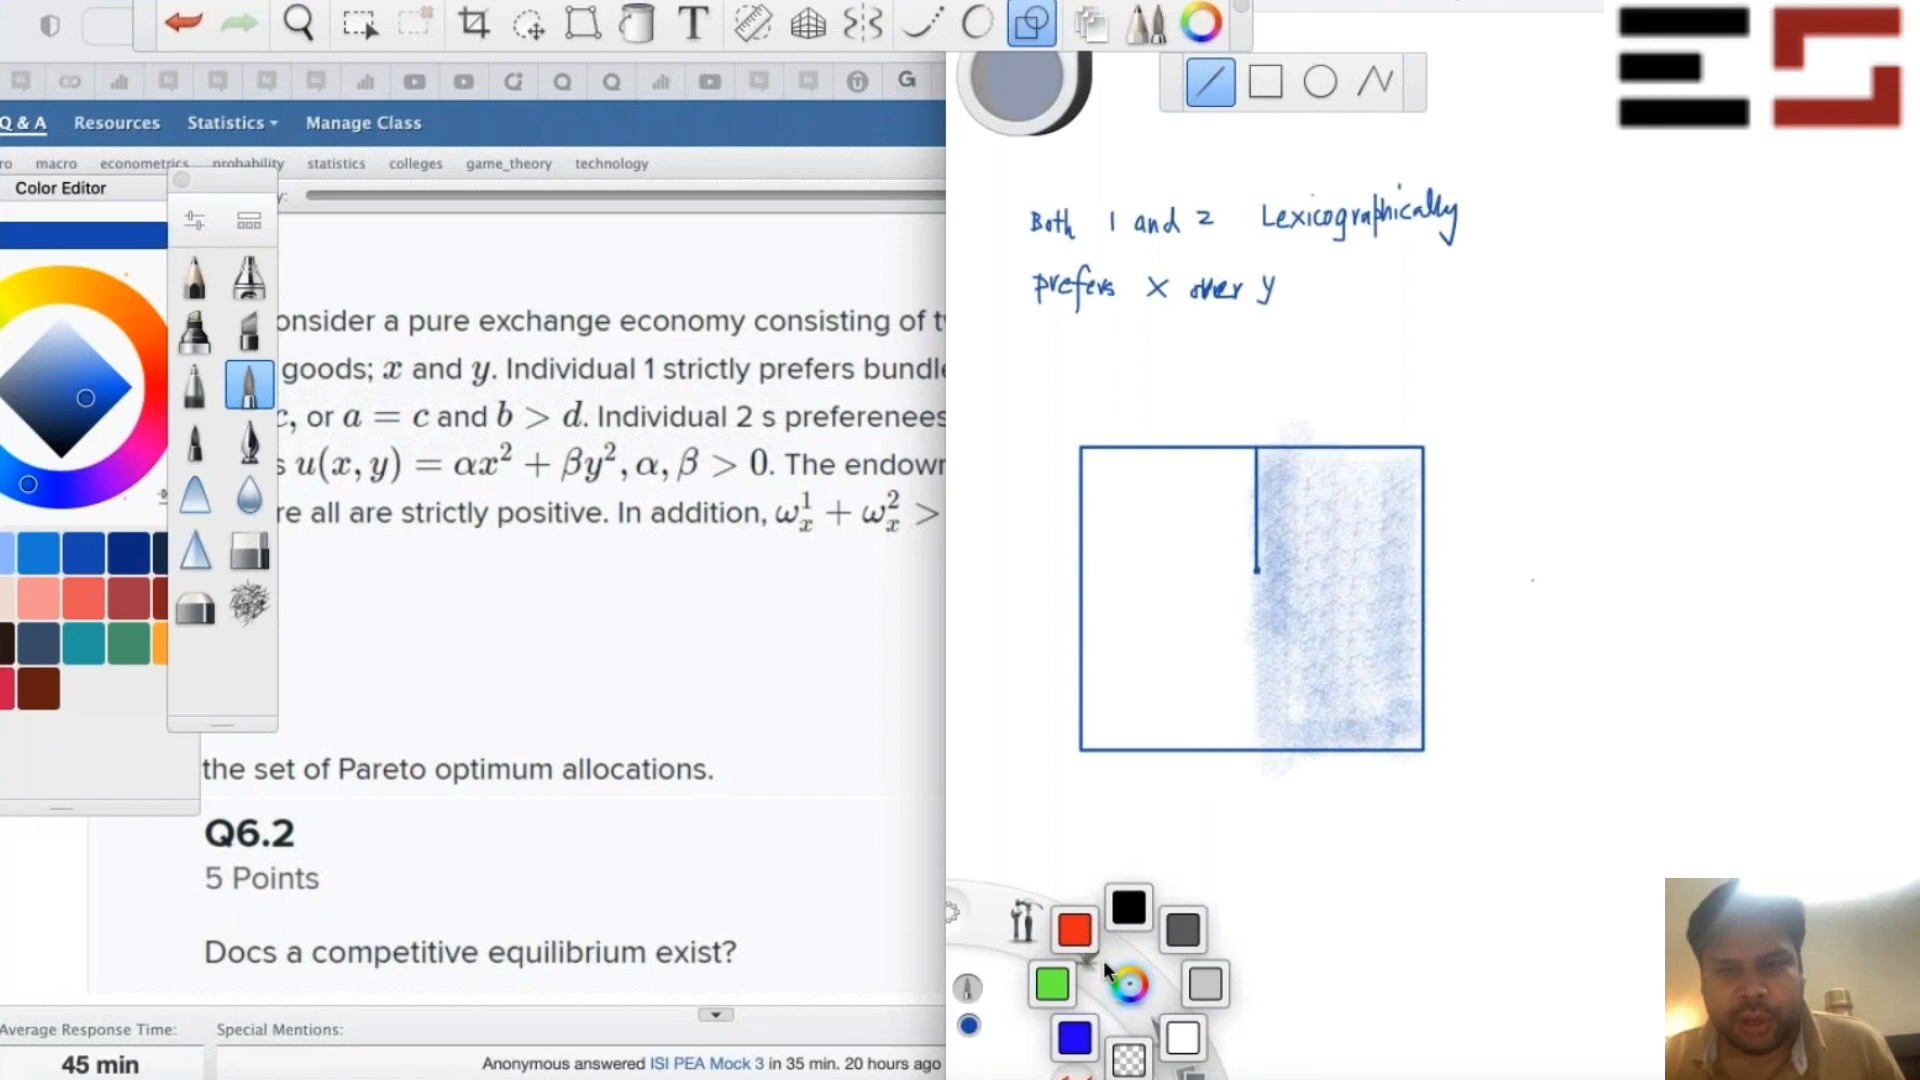 ES
Q & A Resources Statistics Manage Class
ro macro econometrics probability statistics colleges game_theory technology
Color Editor
y:
Both 1 and 2 Lexicographically
prefers X over y
onsider a pure exchange economy consisting of t
goods; x and y. Individual 1 strictly prefers bundl
c, or a = c and b > d. Individual 2 s preferenees
s u(x, y) = αx² + βy², α, β > 0. The endow
re all are strictly positive. In addition, ω¹ₓ + ω²ₓ >
the set of Pareto optimum allocations.
Q6.2
5 Points
Docs a competitive equilibrium exist?
Average Response Time: Special Mentions:
45 min Anonymous answered ISI PEA Mock 3 in 35 min. 20 hours ago